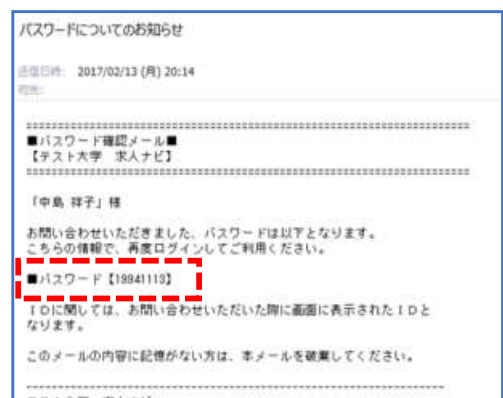 パスワードについてのお知らせ
送信日時: 2017/02/13 (月) 20:14
宛先:
■パスワード確認メール■
【テスト大学 求人ナビ】
「中島 祥子」様
お問い合わせいただきました、パスワードは以下となります。
こちらの情報で、再度ログインしてご利用ください。
■パスワード【19941113】
IDに関しては、お問い合わせいただいた際に画面に表示されたIDと
なります。
このメールの内容に記憶がない方は、本メールを破棄してください。